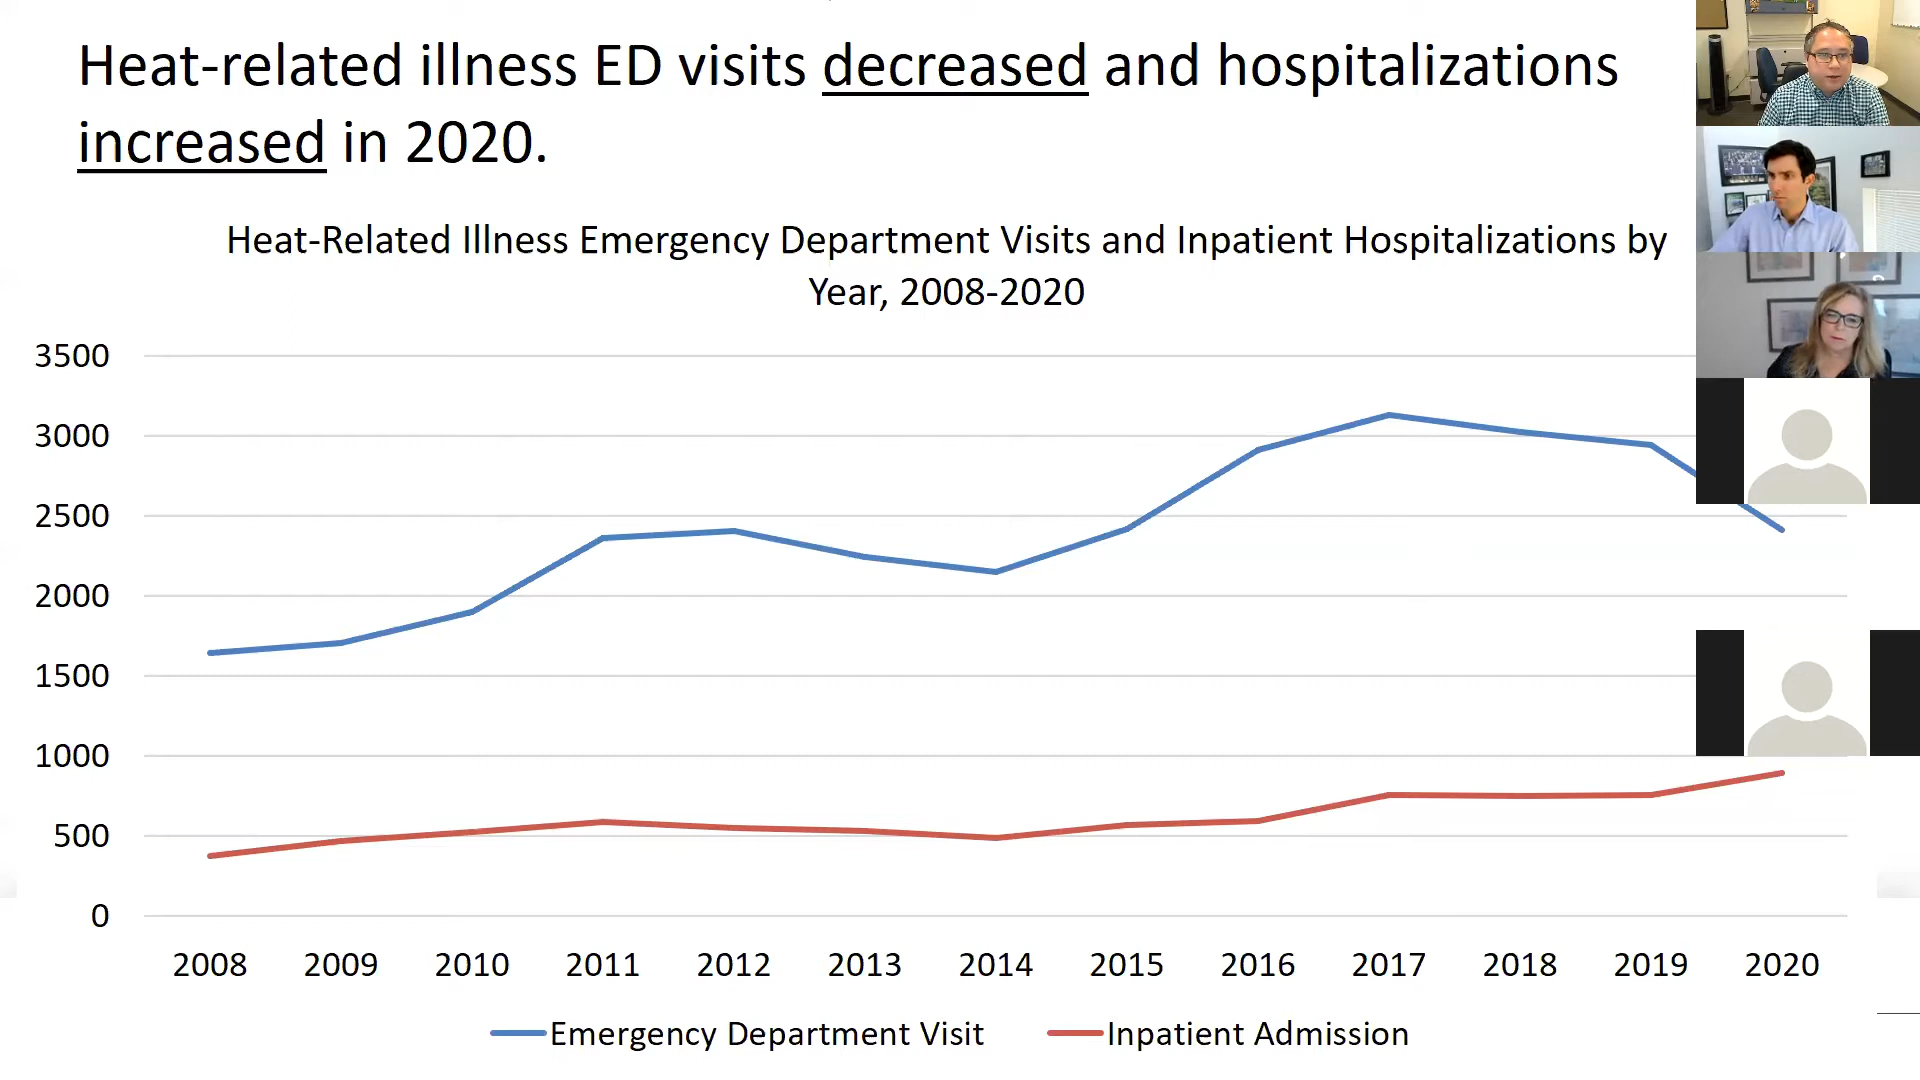 Heat-related illness ED visits decreased and hospitalizations
increased in 2020.
Heat-Related Illness Emergency Department Visits and Inpatient Hospitalizations by
Year, 2008-2020
3500
3000
2500
2000
1500
1000
500
0
2008 2009 2010 2011 2012 2013 2014 2015 2016 2017 2018 2019 2020
Emergency Department Visit Inpatient Admission